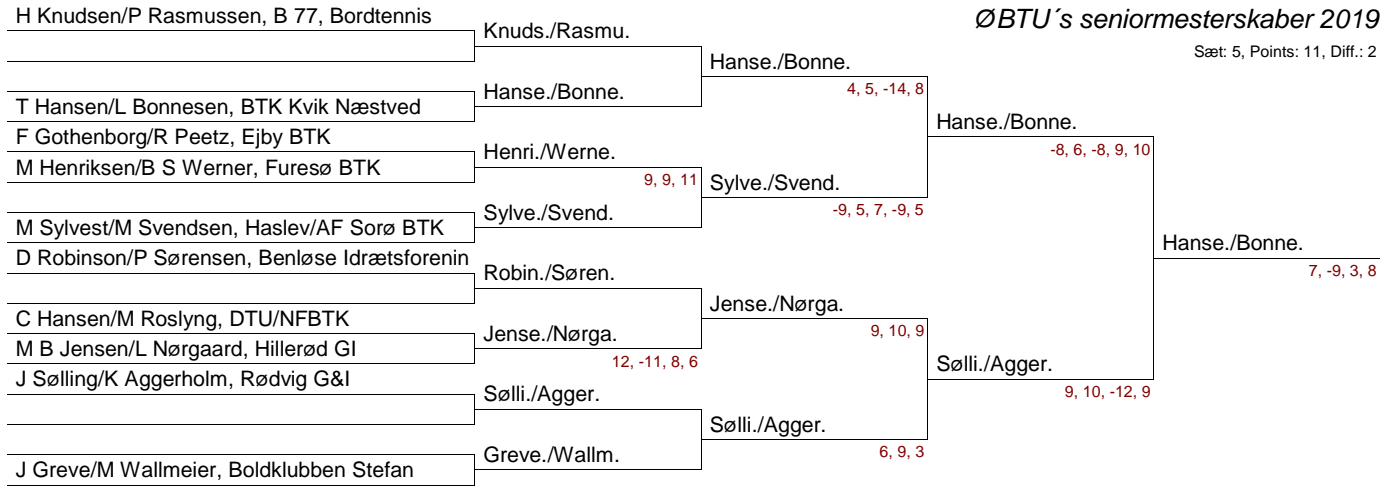 ØBTU´s seniormesterskaber 2019
Sæt: 5, Points: 11, Diff.: 2
H Knudsen/P Rasmussen, B 77, Bordtennis
T Hansen/L Bonnesen, BTK Kvik Næstved
F Gothenborg/R Peetz, Ejby BTK
M Henriksen/B S Werner, Furesø BTK
M Sylvest/M Svendsen, Haslev/AF Sorø BTK
D Robinson/P Sørensen, Benløse Idrætsforenin
C Hansen/M Roslyng, DTU/NFBTK
M B Jensen/L Nørgaard, Hillerød GI
J Sølling/K Aggerholm, Rødvig G&I
J Greve/M Wallmeier, Boldklubben Stefan
Knuds./Rasmu.
Hanse./Bonne.
Henri./Werne.
9, 9, 11
Sylve./Svend.
Robin./Søren.
Jense./Nørga.
12, -11, 8, 6
Sølli./Agger.
Greve./Wallm.
Hanse./Bonne.
4, 5, -14, 8
Sylve./Svend.
-9, 5, 7, -9, 5
Jense./Nørga.
9, 10, 9
Sølli./Agger.
6, 9, 3
Hanse./Bonne.
-8, 6, -8, 9, 10
Sølli./Agger.
9, 10, -12, 9
Hanse./Bonne.
7, -9, 3, 8